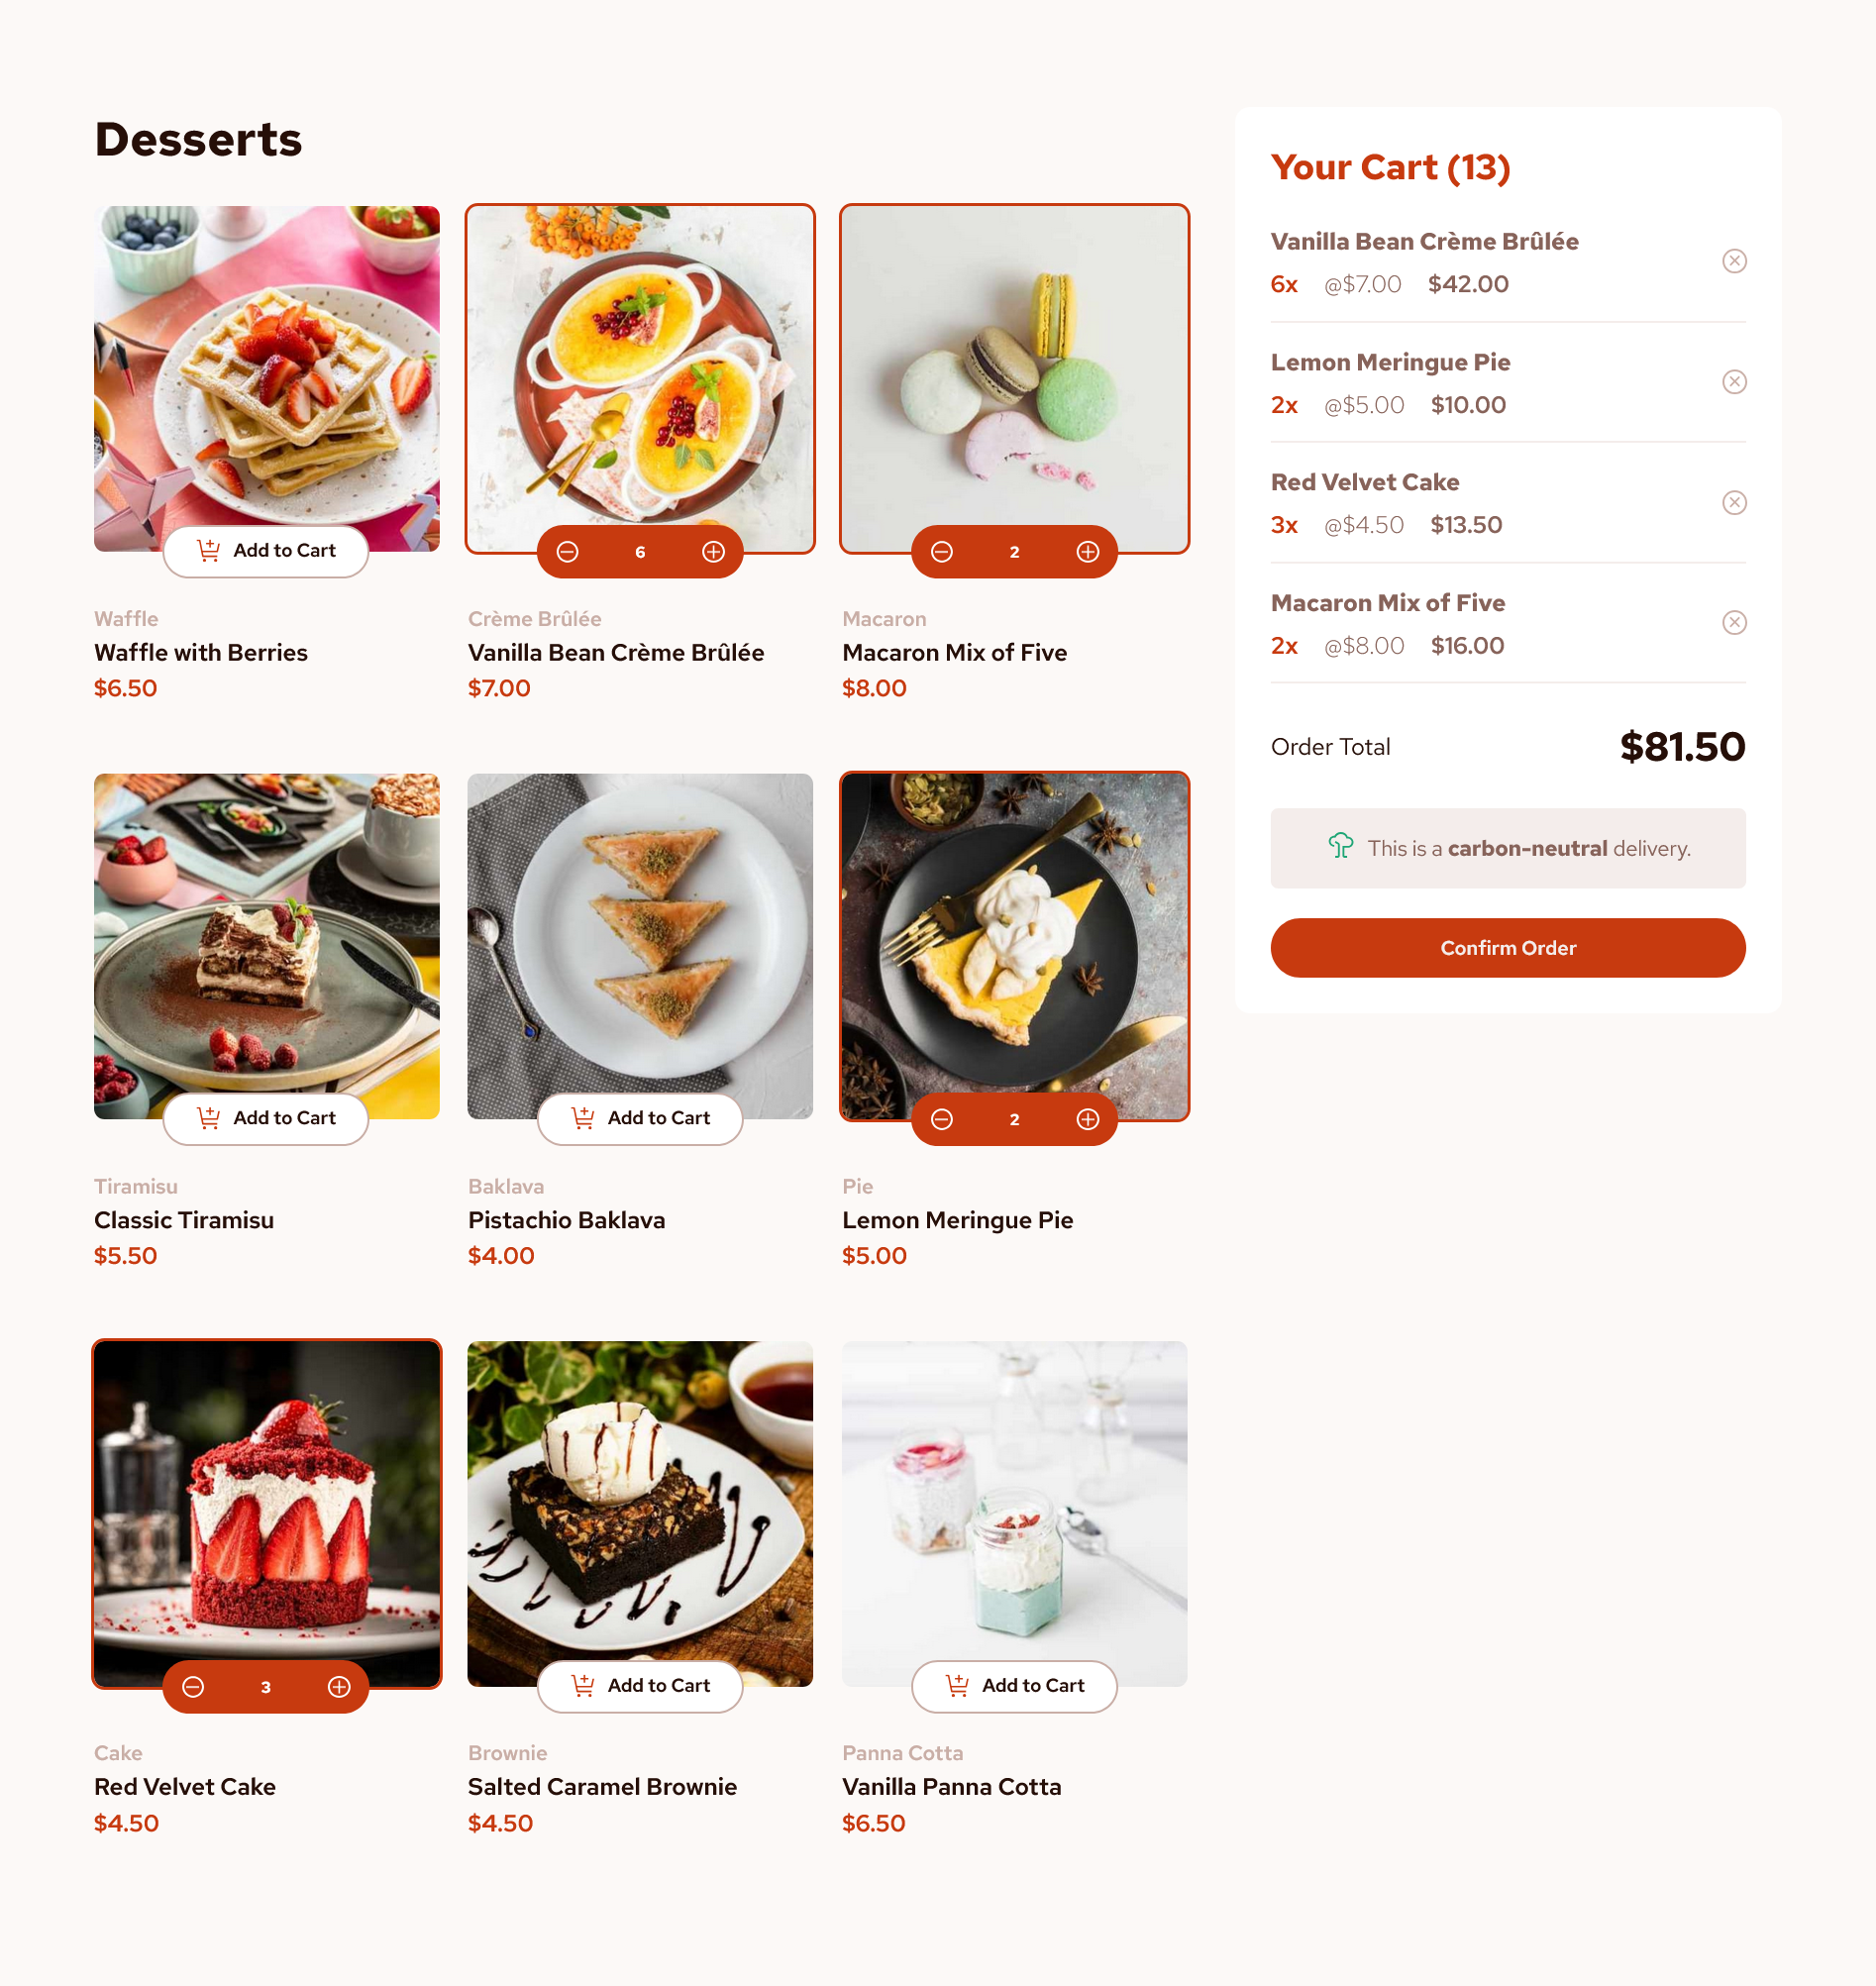 Desserts
Add to Cart
6
2
Waffle
Crème Brûlée
Macaron
Waffle with Berries
Vanilla Bean Crème Brûlée
Macaron Mix of Five
$6.50
$7.00
$8.00
Add to Cart
Add to Cart
2
Tiramisu
Baklava
Pie
Classic Tiramisu
Pistachio Baklava
Lemon Meringue Pie
$5.50
$4.00
$5.00
3
Add to Cart
Add to Cart
Cake
Brownie
Panna Cotta
Red Velvet Cake
Salted Caramel Brownie
Vanilla Panna Cotta
$4.50
$4.50
$6.50
Your Cart (13)
Vanilla Bean Crème Brûlée
6x @$7.00 $42.00
Lemon Meringue Pie
2x @$5.00 $10.00
Red Velvet Cake
3x @$4.50 $13.50
Macaron Mix of Five
2x @$8.00 $16.00
Order Total $81.50
This is a carbon-neutral delivery.
Confirm Order